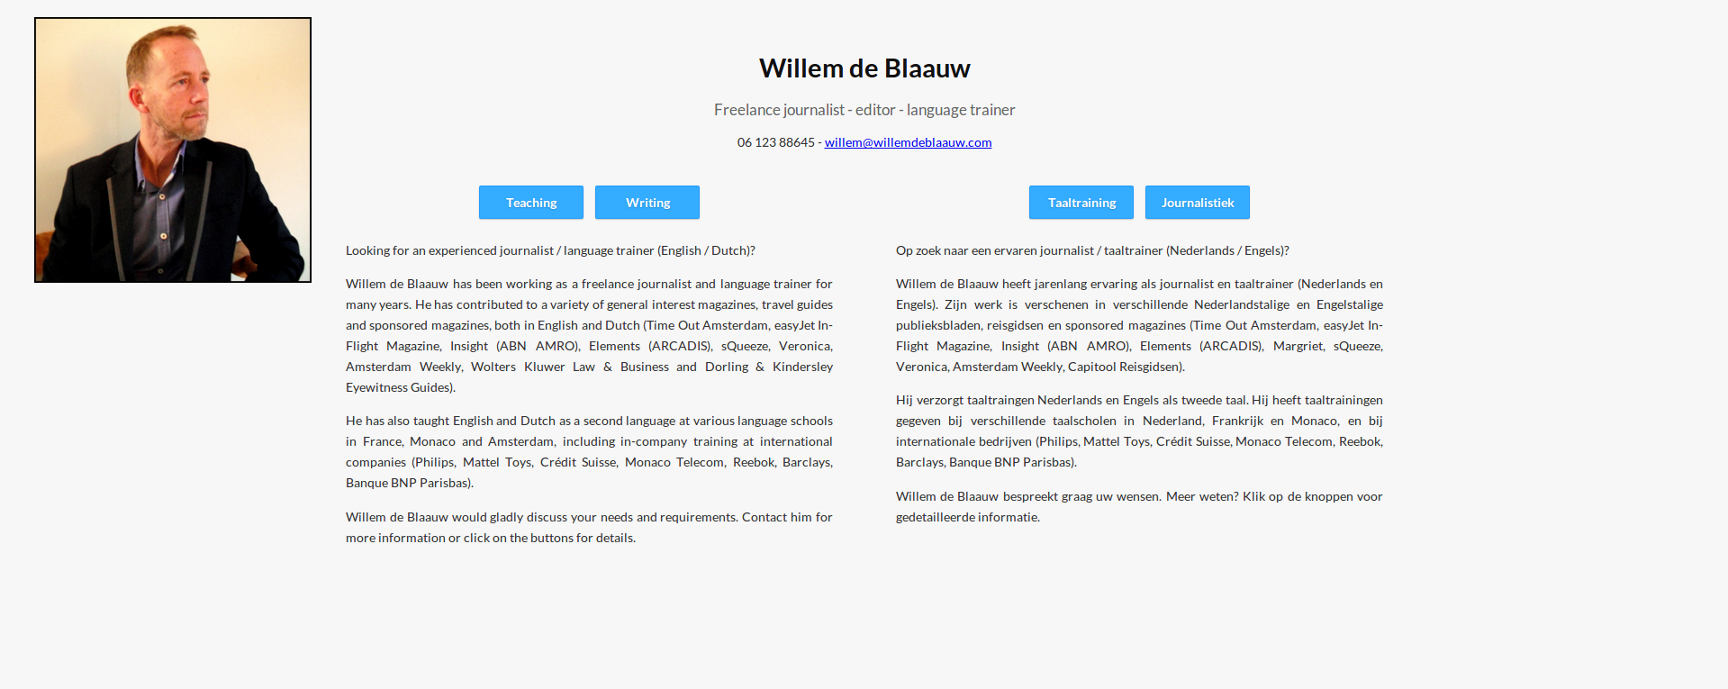 Willem de Blaauw
Freelance journalist - editor - language trainer
06 123 88645 - willem@willemdeblaauw.com
Teaching
Writing
Looking for an experienced journalist / language trainer (English / Dutch)?
Willem de Blaauw has been working as a freelance journalist and language trainer for
many years. He has contributed to a variety of general interest magazines, travel guides
and sponsored magazines, both in English and Dutch (Time Out Amsterdam, easyJet In-
Flight Magazine, Insight (ABN AMRO), Elements (ARCADIS), sQueeze, Veronica,
Amsterdam Weekly, Wolters Kluwer Law & Business and Dorling & Kindersley
Eyewitness Guides).
He has also taught English and Dutch as a second language at various language schools
in France, Monaco and Amsterdam, including in-company training at international
companies (Philips, Mattel Toys, Crédit Suisse, Monaco Telecom, Reebok, Barclays,
Banque BNP Parisbas).
Willem de Blaauw would gladly discuss your needs and requirements. Contact him for
more information or click on the buttons for details.
Taaltraining
Journalistiek
Op zoek naar een ervaren journalist / taaltrainer (Nederlands / Engels)?
Willem de Blaauw heeft jarenlang ervaring als journalist en taaltrainer (Nederlands en
Engels). Zijn werk is verschenen in verschillende Nederlandstalige en Engelstalige
publieksbladen, reisgidsen en sponsored magazines (Time Out Amsterdam, easyJet In-
Flight Magazine, Insight (ABN AMRO), Elements (ARCADIS), Margriet, sQueeze,
Veronica, Amsterdam Weekly, Capitool Reisgidsen).
Hij verzorgt taaltraingen Nederlands en Engels als tweede taal. Hij heeft taaltrainingen
gegeven bij verschillende taalscholen in Nederland, Frankrijk en Monaco, en bij
internationale bedrijven (Philips, Mattel Toys, Crédit Suisse, Monaco Telecom, Reebok,
Barclays, Banque BNP Parisbas).
Willem de Blaauw bespreekt graag uw wensen. Meer weten? Klik op de knoppen voor
gedetailleerde informatie.